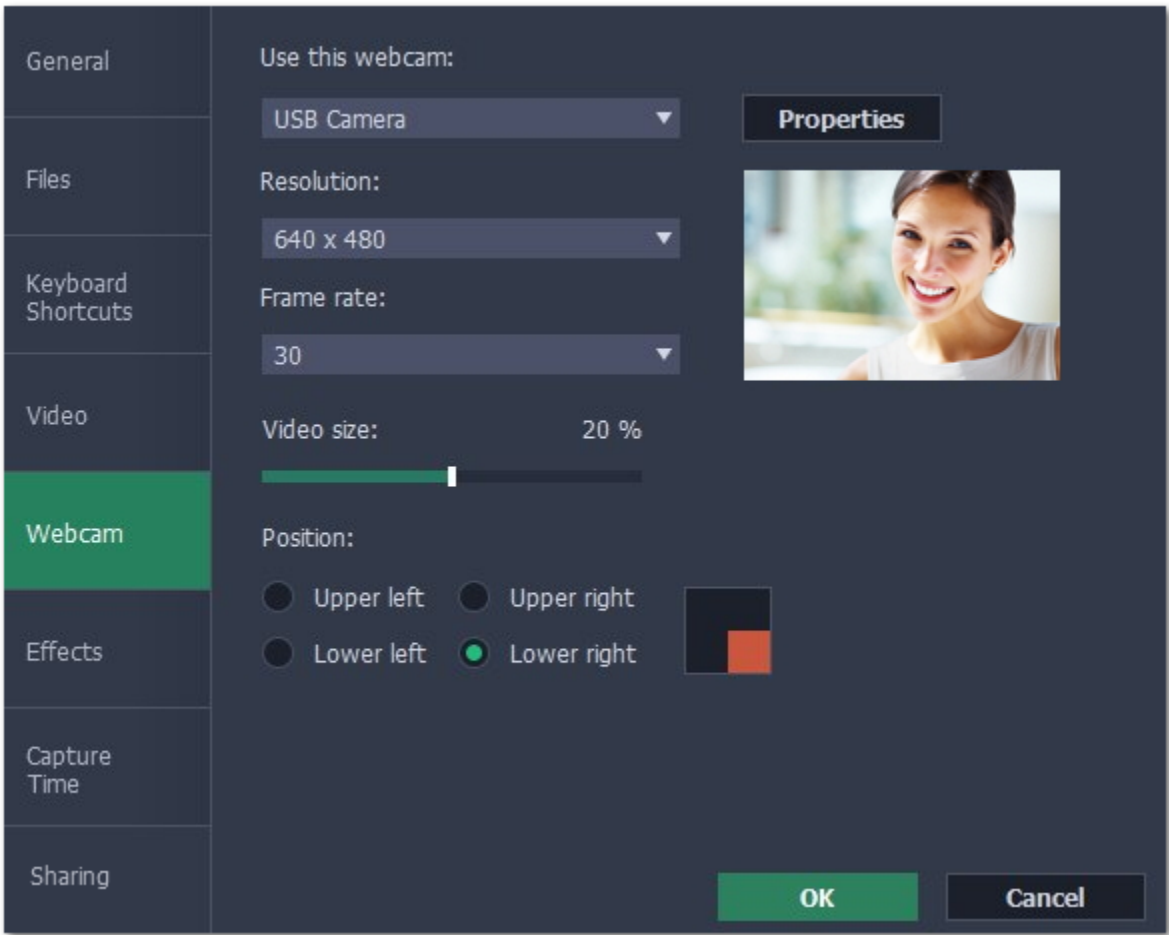 General
Files
Keyboard
Shortcuts
Video
Webcam
Effects
Capture
Time
Sharing
Use this webcam:
USB Camera
Properties
Resolution:
640 x 480
Frame rate:
30
Video size: 20 %
Position:
Upper left Upper right
Lower left Lower right
OK Cancel